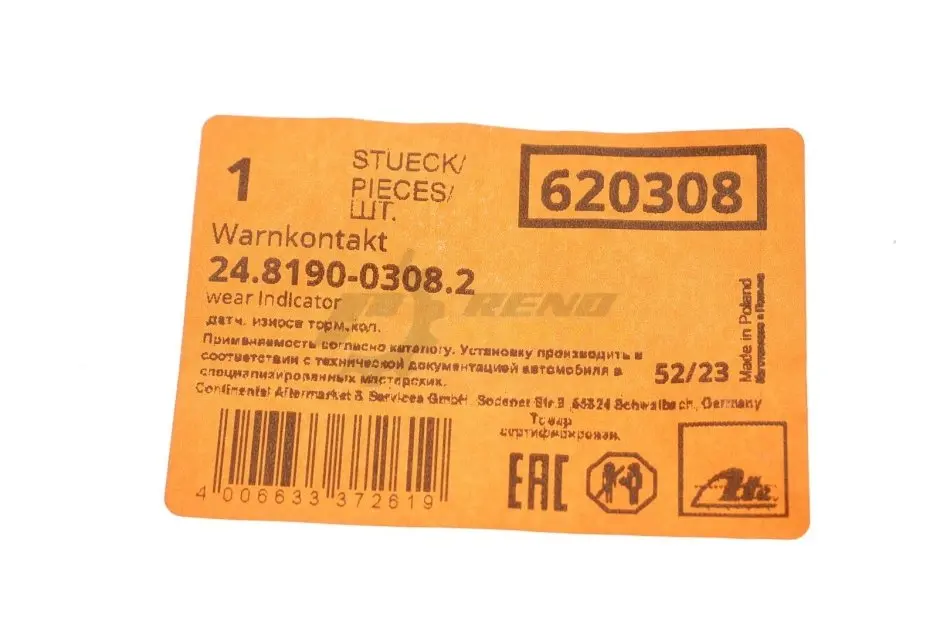 1
STUECK/
PIECES/
ШТ.
620308
Warnkontakt
24.8190-0308.2
wear Indicator
RENO
датч. износа торм.кол.
Применяемость согласно каталогу. Установку производить в
соответствии с технической документацией автомобиля в
специализированных мастерских.
52/23
Made in Poland
Изготовлено в Польше
Continental Aftermarket & Services GmbH, Sodener Str.9, 65824 Schwalbach, Germany
Товар
сертифицирован.
4 006633 372619
EAC
Ate